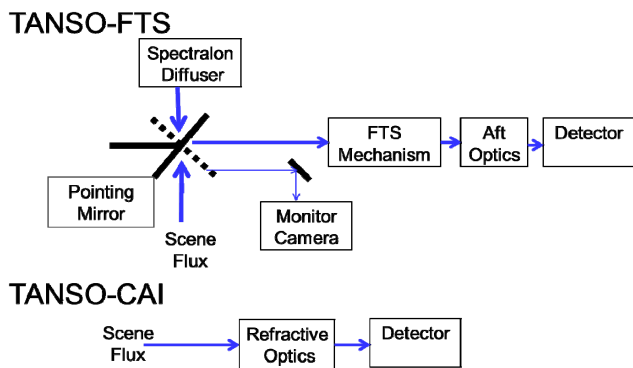 TANSO-FTS
Spectralon
Diffuser
FTS
Mechanism
Aft
Optics
Detector
Pointing
Mirror
Monitor
Camera
Scene
Flux
TANSO-CAI
Scene
Flux
Refractive
Optics
Detector